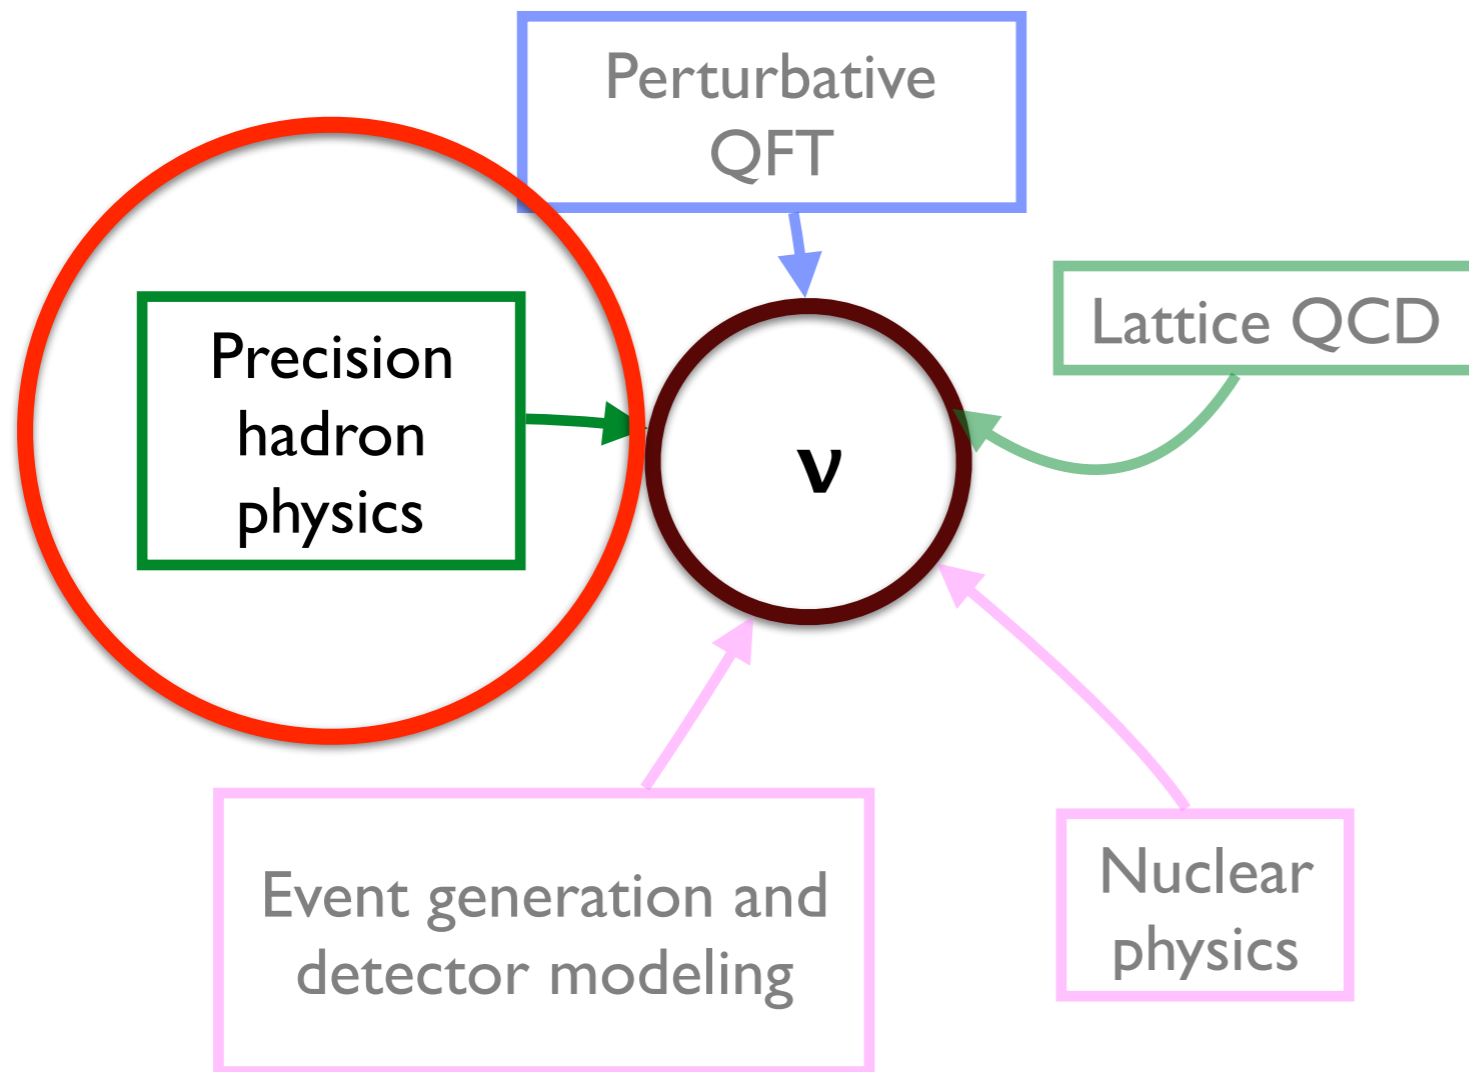 Perturbative
QFT
Precision
hadron
physics
Lattice QCD
ν
Event generation and
detector modeling
Nuclear
physics